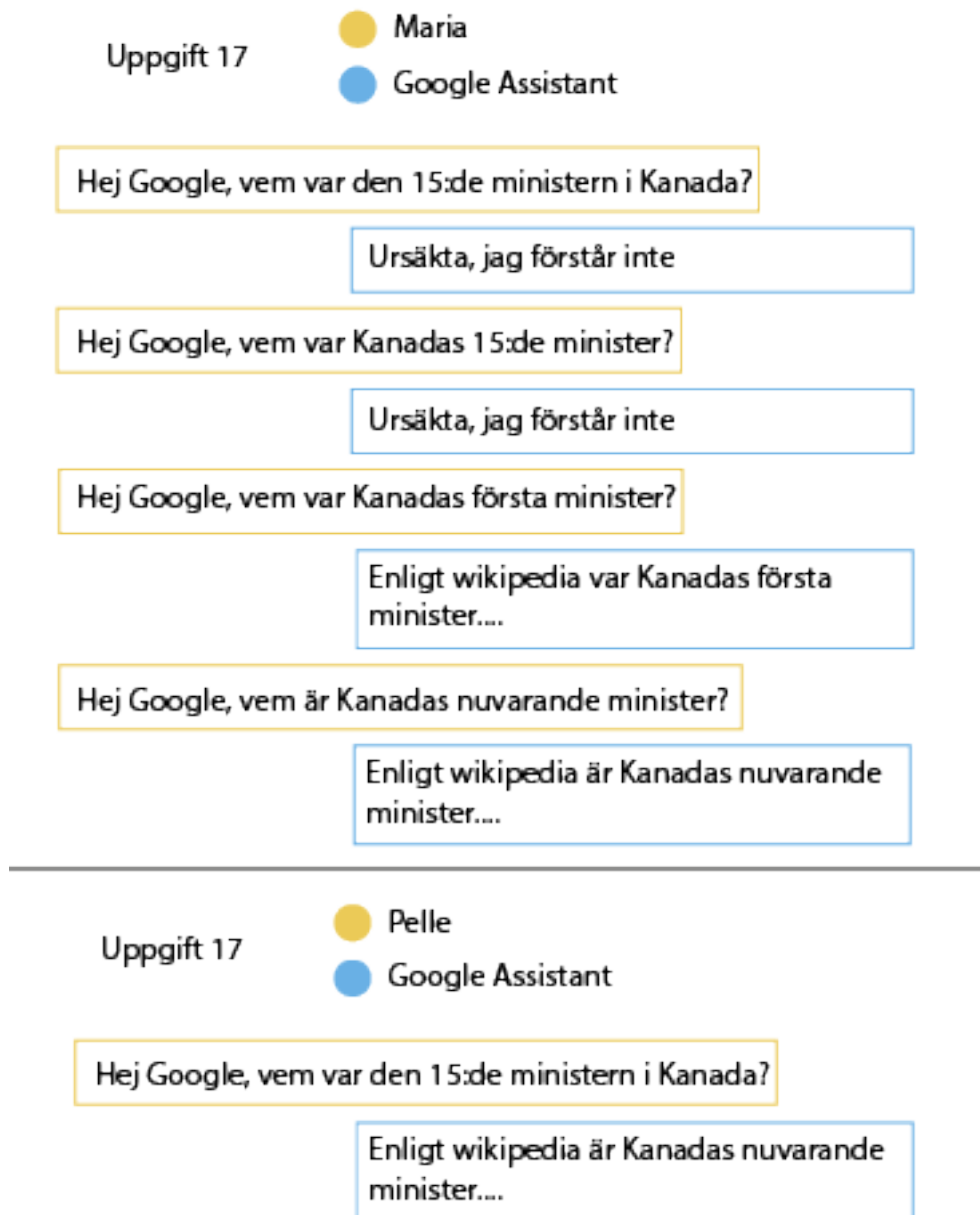 Uppgift 17
Maria
Google Assistant
Hej Google, vem var den 15:de ministern i Kanada?
Ursäkta, jag förstår inte
Hej Google, vem var Kanadas 15:de minister?
Ursäkta, jag förstår inte
Hej Google, vem var Kanadas första minister?
Enligt wikipedia var Kanadas första
minister....
Hej Google, vem är Kanadas nuvarande minister?
Enligt wikipedia är Kanadas nuvarande
minister....
Uppgift 17
Pelle
Google Assistant
Hej Google, vem var den 15:de ministern i Kanada?
Enligt wikipedia är Kanadas nuvarande
minister....